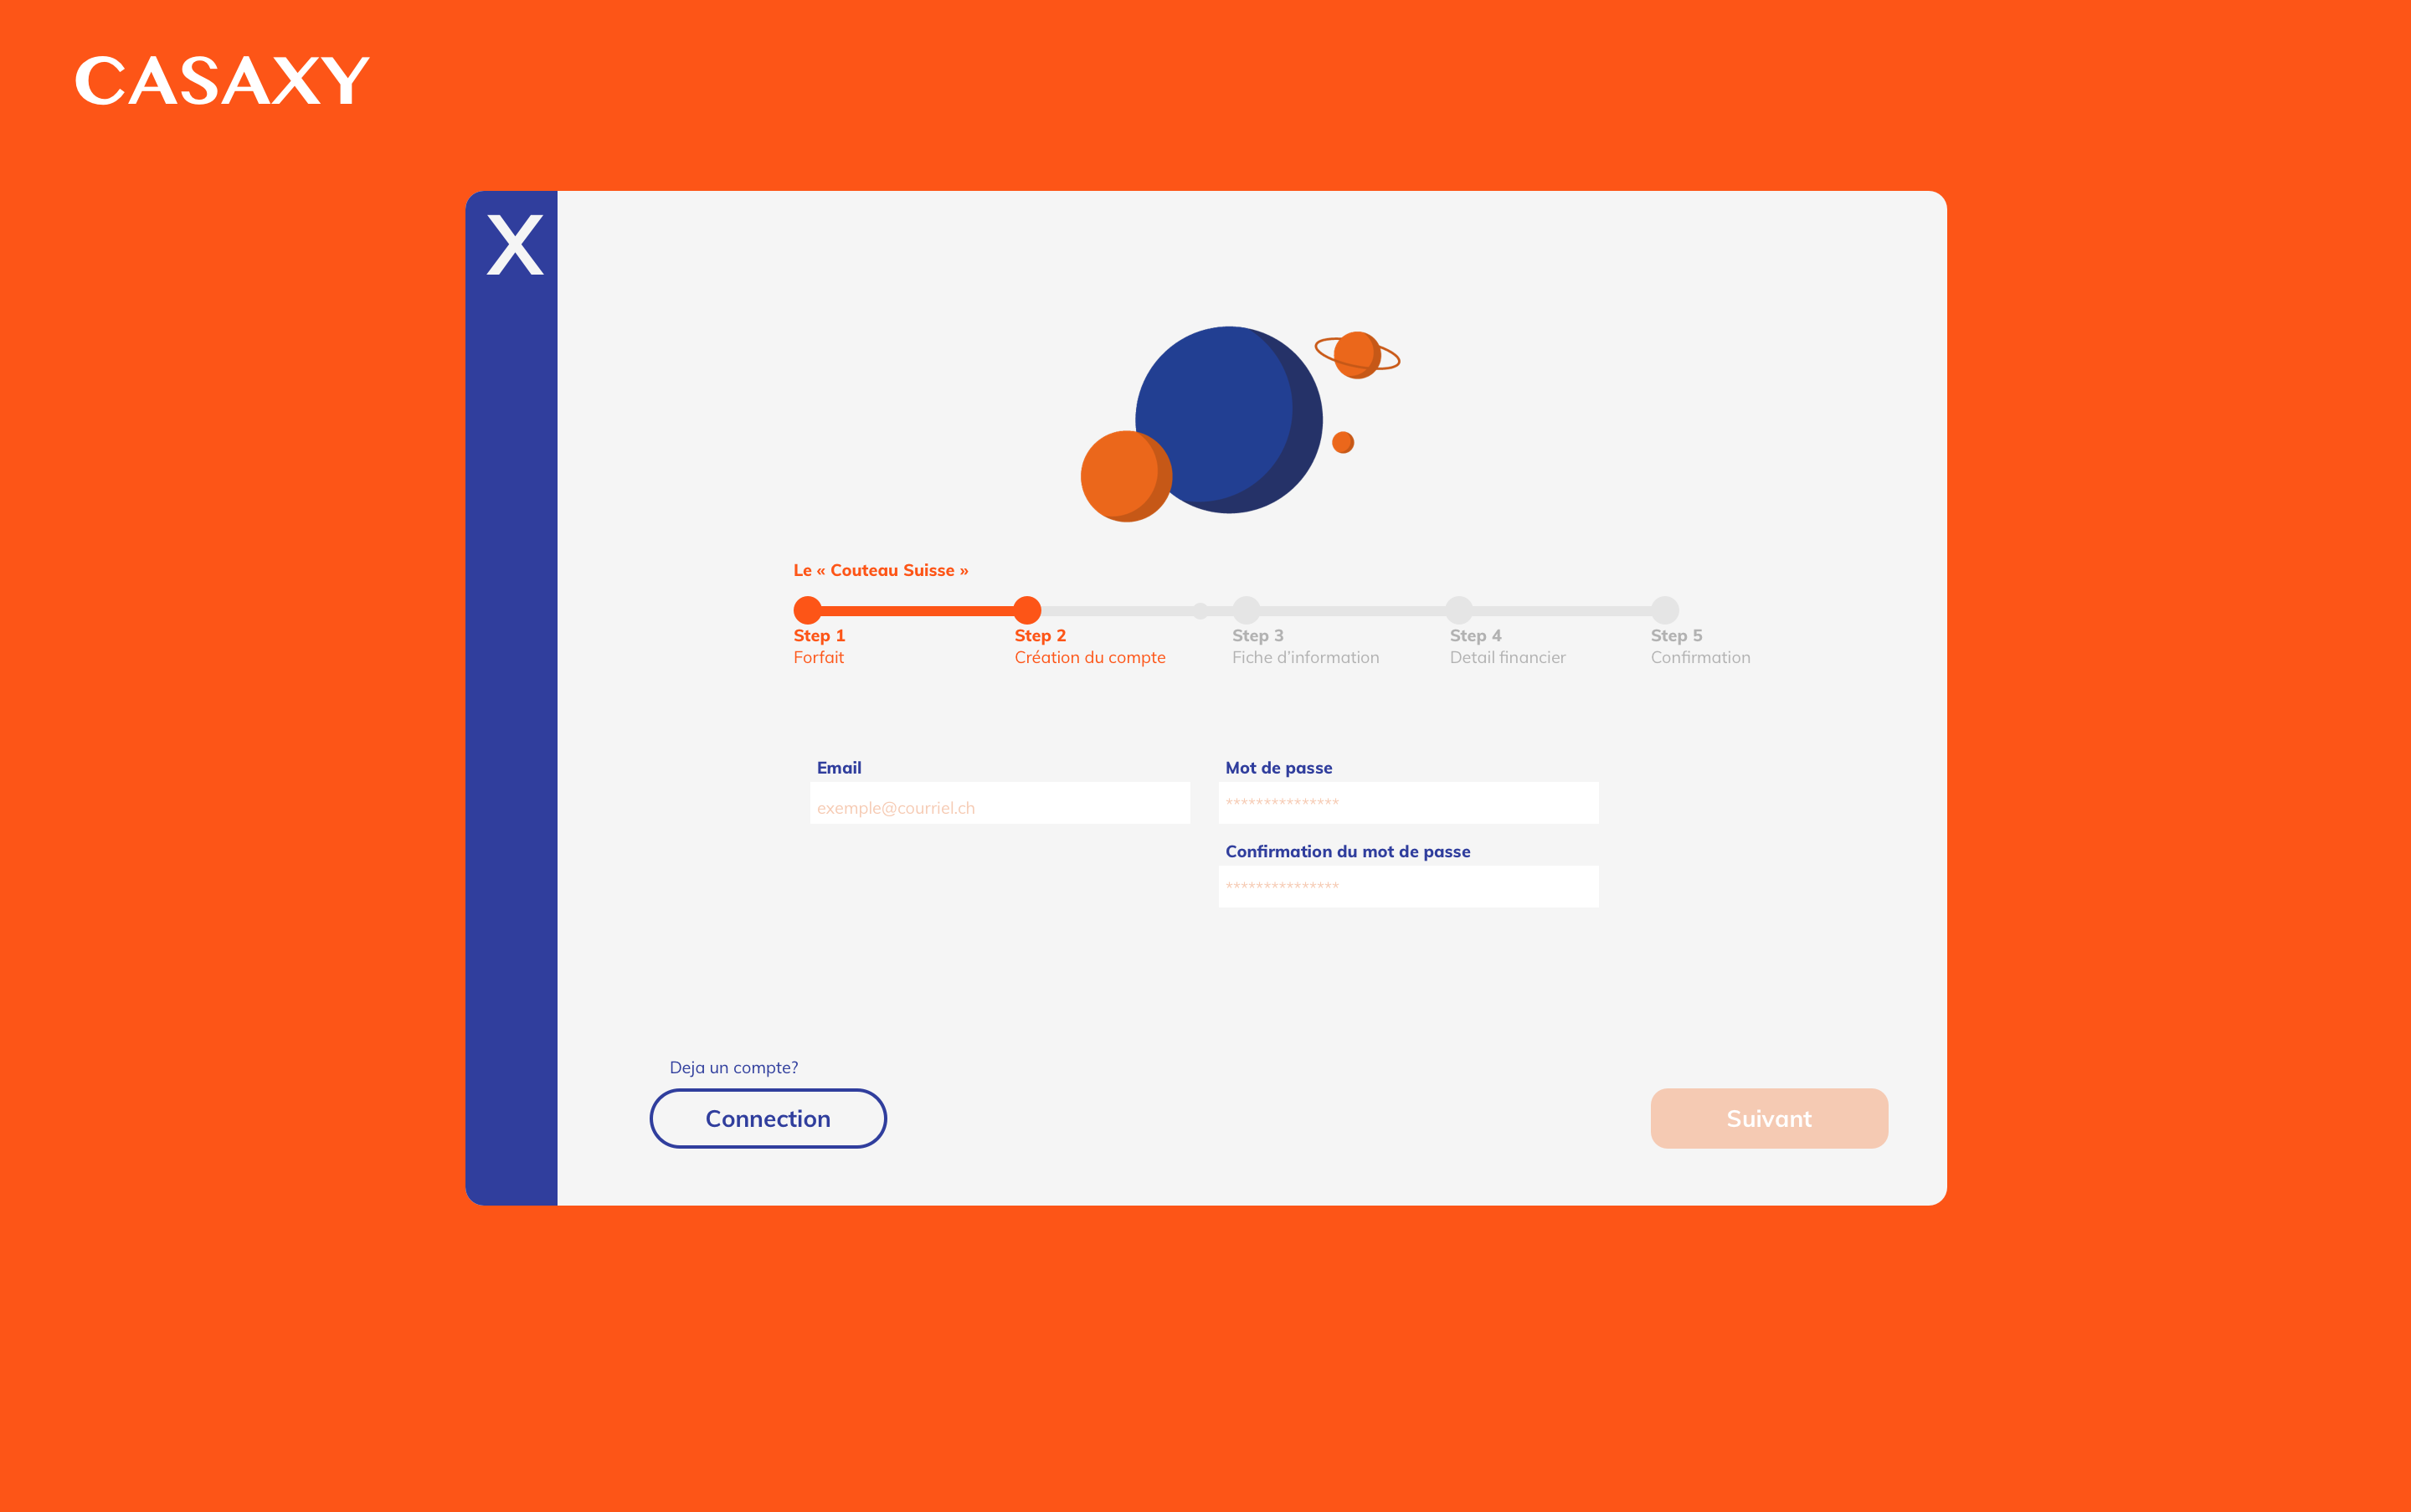 CASAXY
X
Le « Couteau Suisse »
Step 1
Forfait
Step 2
Création du compte
Step 3
Fiche d’information
Step 4
Detail financier
Step 5
Confirmation
Email
exemple@courriel.ch
Mot de passe
***************
Confirmation du mot de passe
***************
Deja un compte?
Connection
Suivant